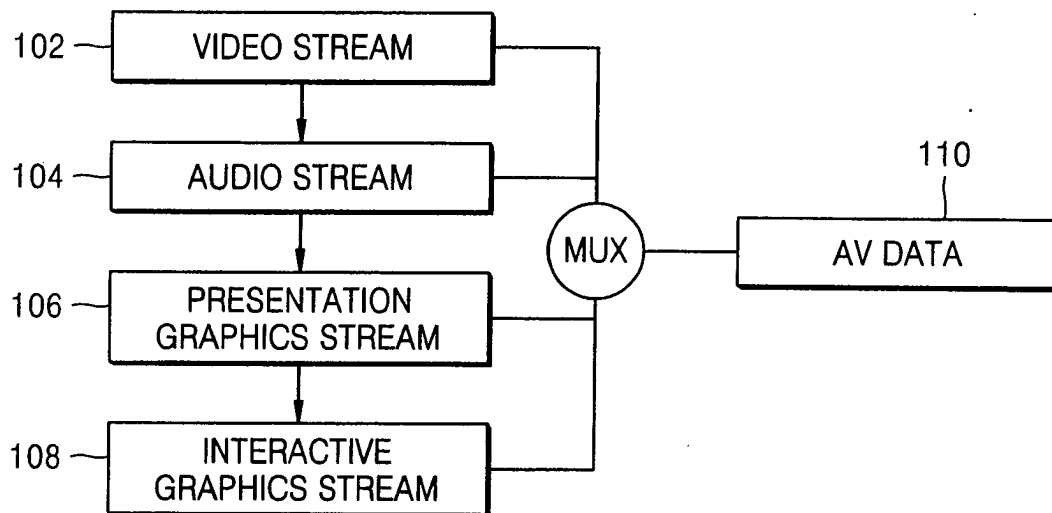 102
VIDEO STREAM
104
AUDIO STREAM
110
MUX
AV DATA
106
PRESENTATION
GRAPHICS STREAM
108
INTERACTIVE
GRAPHICS STREAM